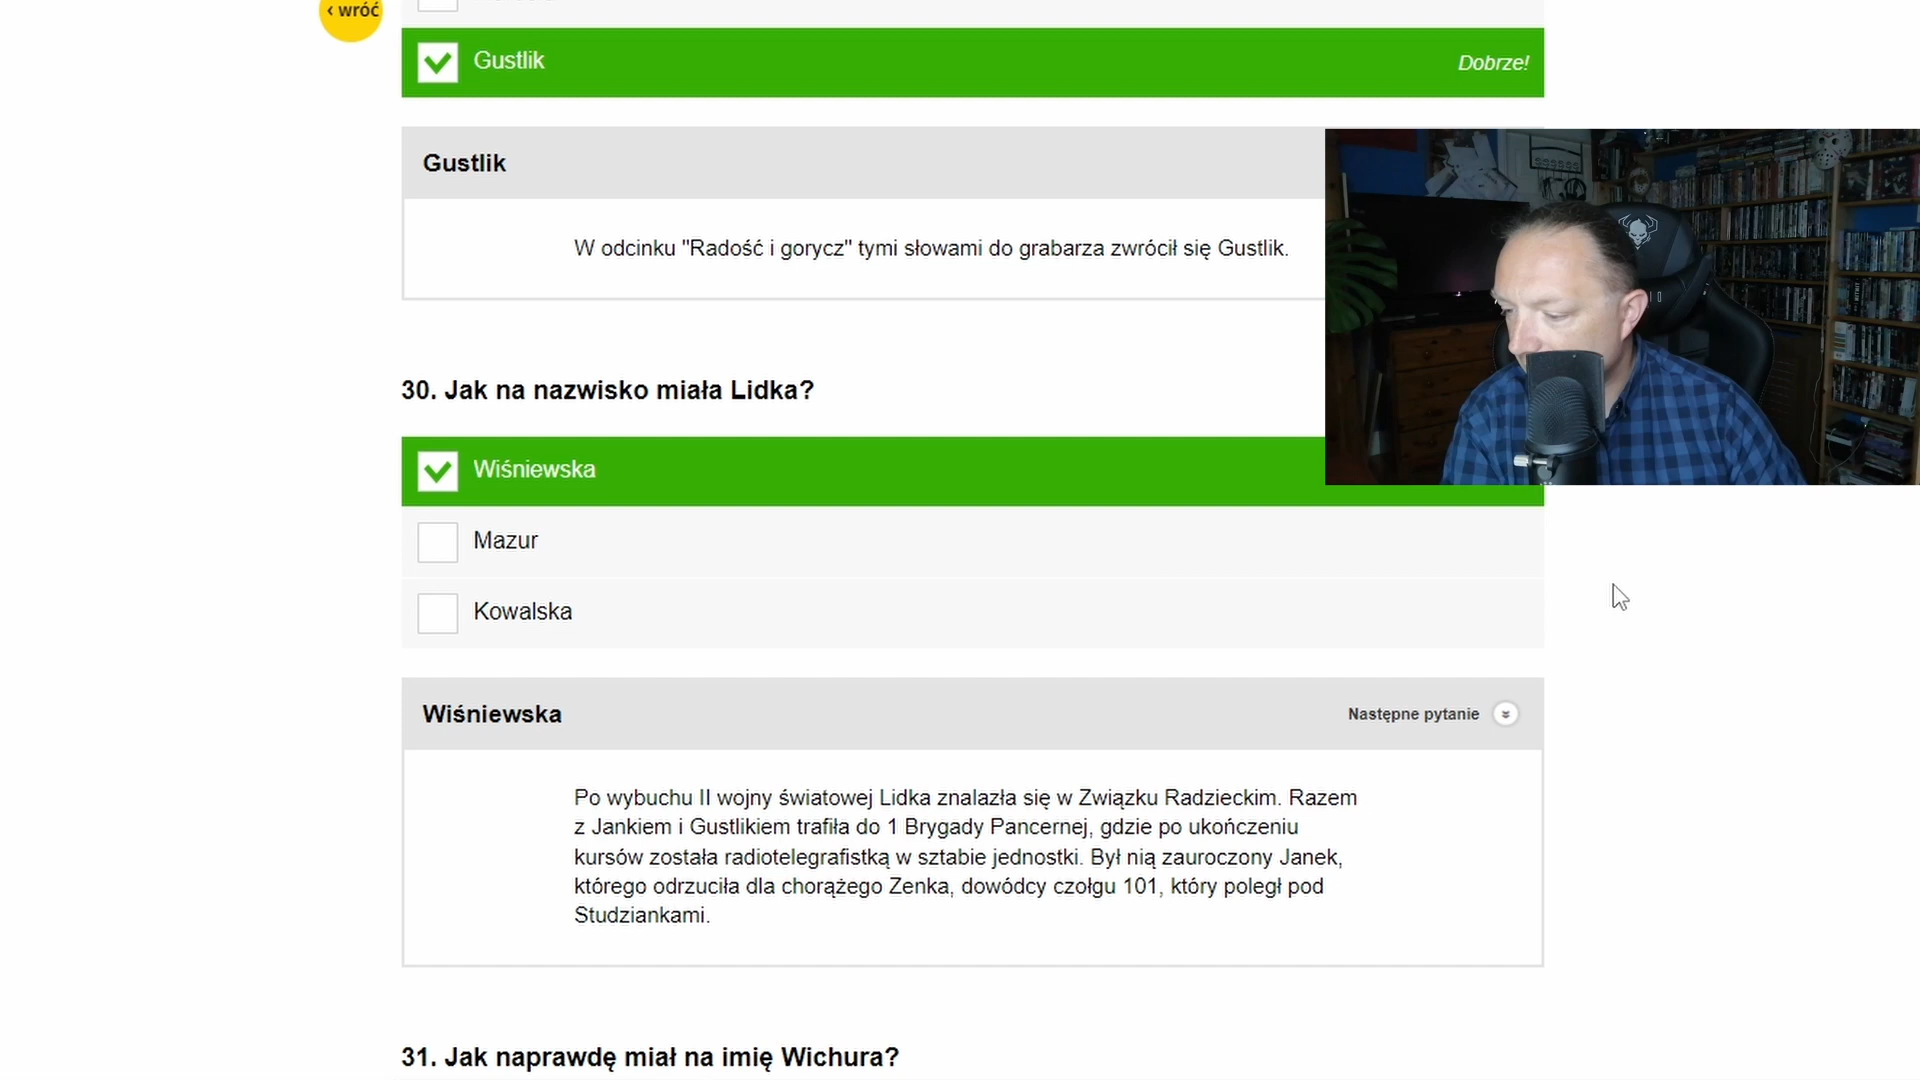 ‹ wróć
Gustlik
Dobrze!
Gustlik
W odcinku "Radość i gorycz" tymi słowami do grabarza zwrócił się Gustlik.
30. Jak na nazwisko miała Lidka?
Wiśniewska
Mazur
Kowalska
Wiśniewska
Następne pytanie
Po wybuchu II wojny światowej Lidka znalazła się w Związku Radzieckim. Razem
z Jankiem i Gustlikiem trafiła do 1 Brygady Pancernej, gdzie po ukończeniu
kursów została radiotelegrafistką w sztabie jednostki. Był nią zauroczony Janek,
którego odrzuciła dla chorążego Zenka, dowódcy czołgu 101, który poległ pod
Studziankami.
31. Jak naprawdę miał na imię Wichura?